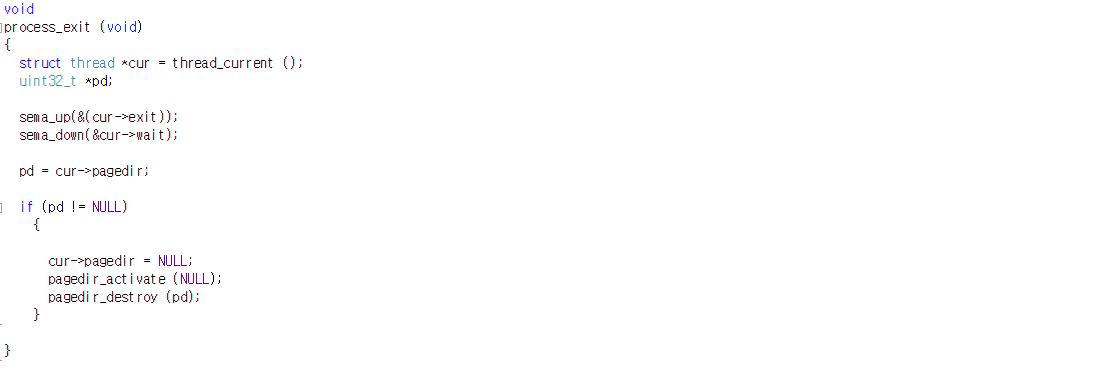 void
process_exit (void)
{
  struct thread *cur = thread_current ();
  uint32_t *pd;

  sema_up(&(cur->exit));
  sema_down(&cur->wait);

  pd = cur->pagedir;

  if (pd != NULL)
    {

      cur->pagedir = NULL;
      pagedir_activate (NULL);
      pagedir_destroy (pd);
    }

}